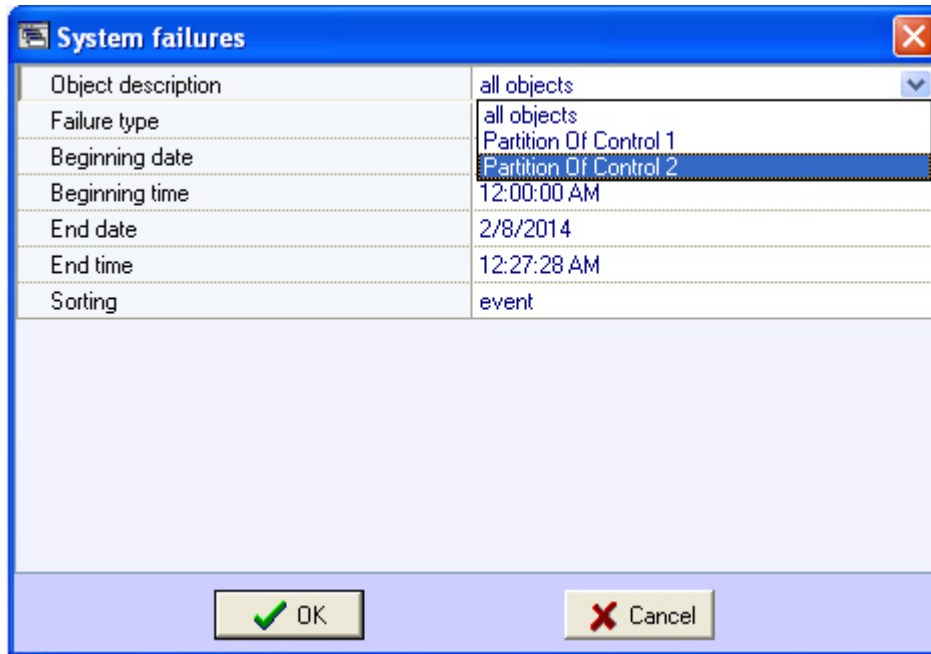 System failures
Object description all objects
Failure type all objects
Partition Of Control 1
Beginning date Partition Of Control 2
Beginning time 12:00:00 AM
End date 2/8/2014
End time 12:27:28 AM
Sorting event
OK Cancel